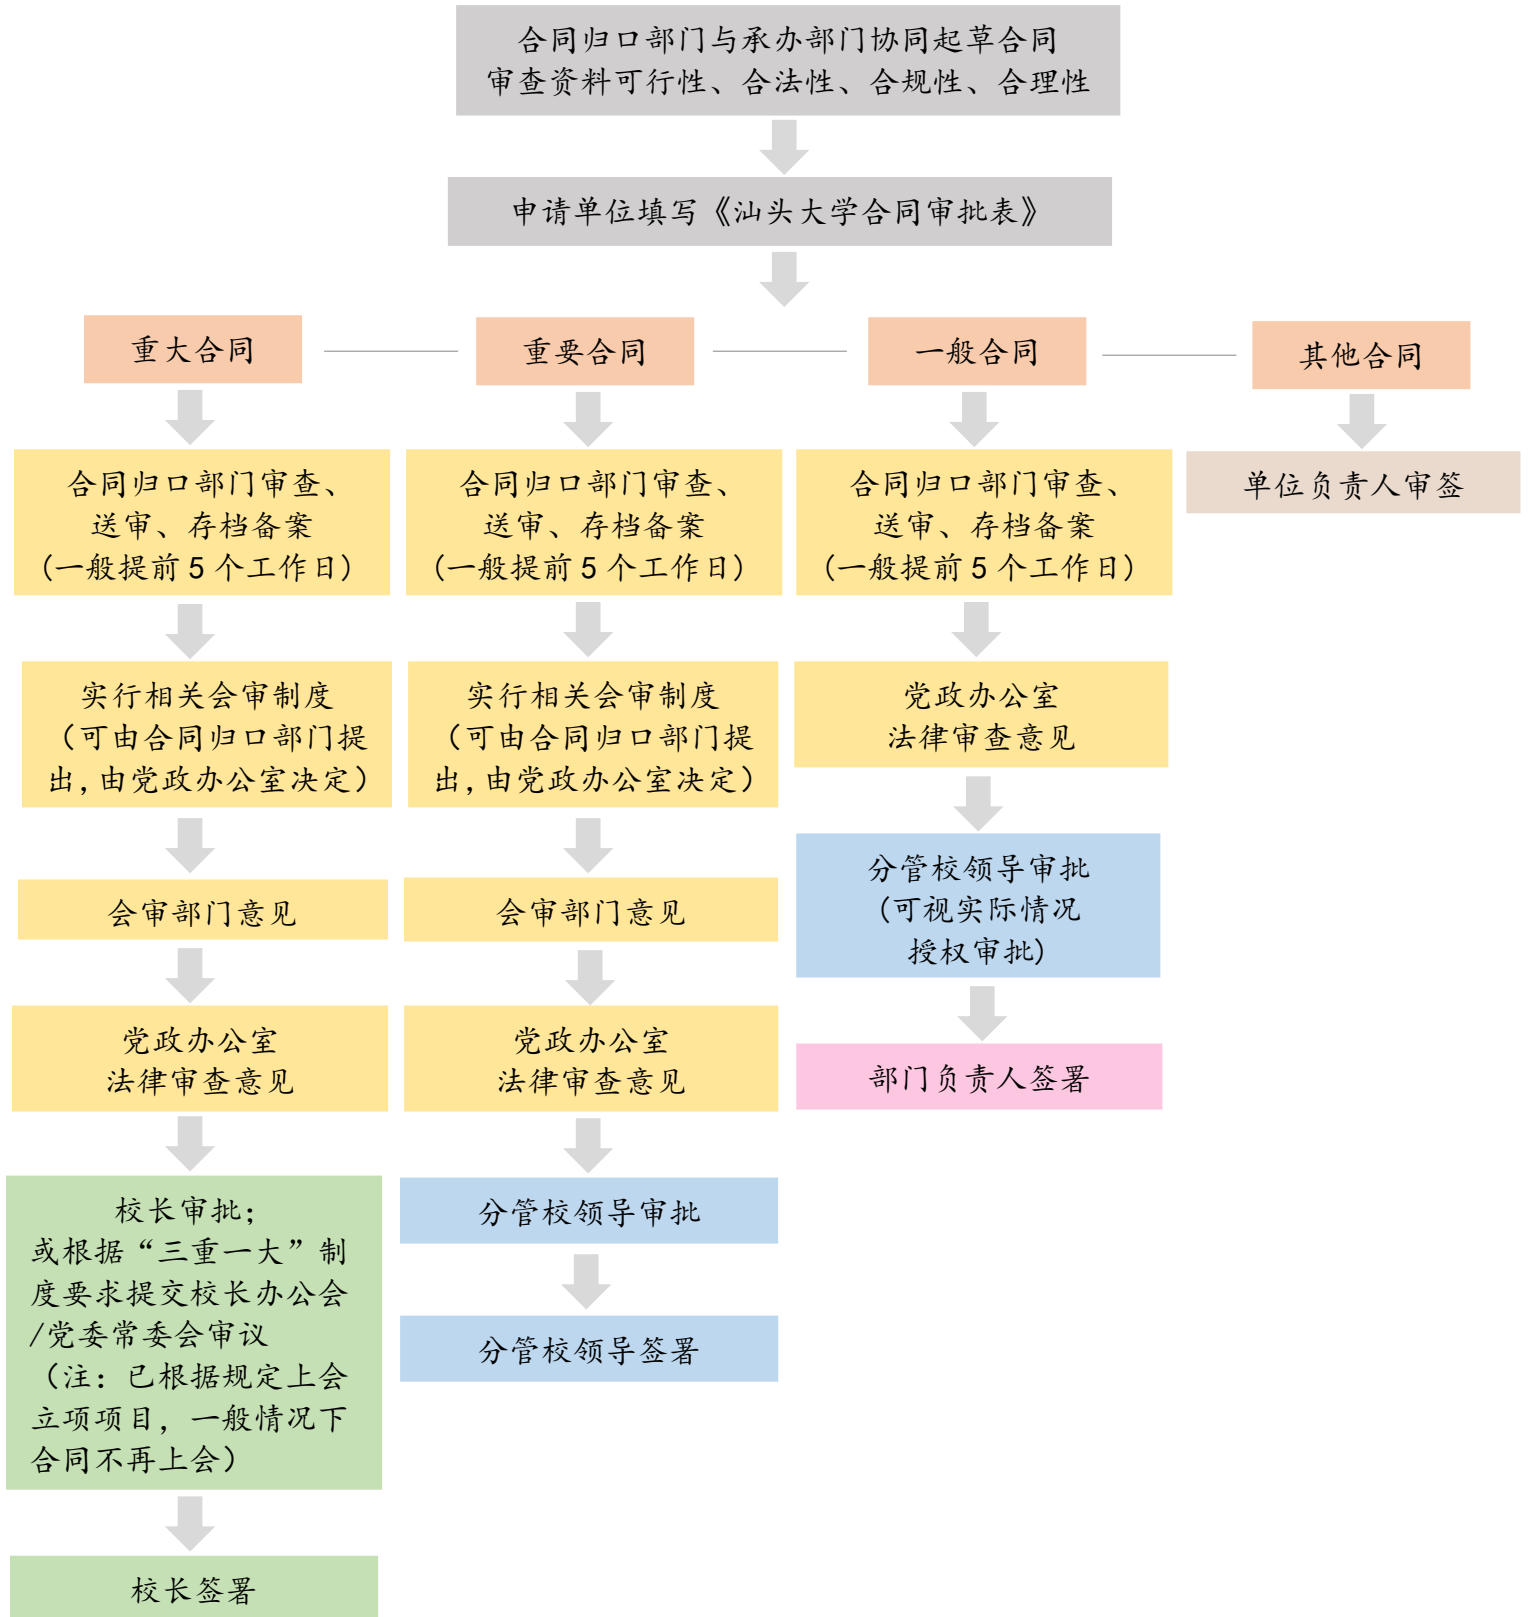 合同归口部门与承办部门协同起草合同
审查资料可行性、合法性、合规性、合理性
申请单位填写《汕头大学合同审批表》
重大合同
重要合同
一般合同
其他合同
合同归口部门审查、
送审、存档备案
(一般提前 5 个工作日)
合同归口部门审查、
送审、存档备案
(一般提前 5 个工作日)
合同归口部门审查、
送审、存档备案
(一般提前 5 个工作日)
单位负责人审签
实行相关会审制度
（可由合同归口部门提
出,由党政办公室决定）
实行相关会审制度
（可由合同归口部门提
出,由党政办公室决定）
党政办公室
法律审查意见
会审部门意见
会审部门意见
分管校领导审批
(可视实际情况
授权审批)
党政办公室
法律审查意见
党政办公室
法律审查意见
部门负责人签署
校长审批；
或根据“三重一大”制
度要求提交校长办公会
/党委常委会审议
（注：已根据规定上会
立项项目，一般情况下
合同不再上会）
分管校领导审批
分管校领导签署
校长签署